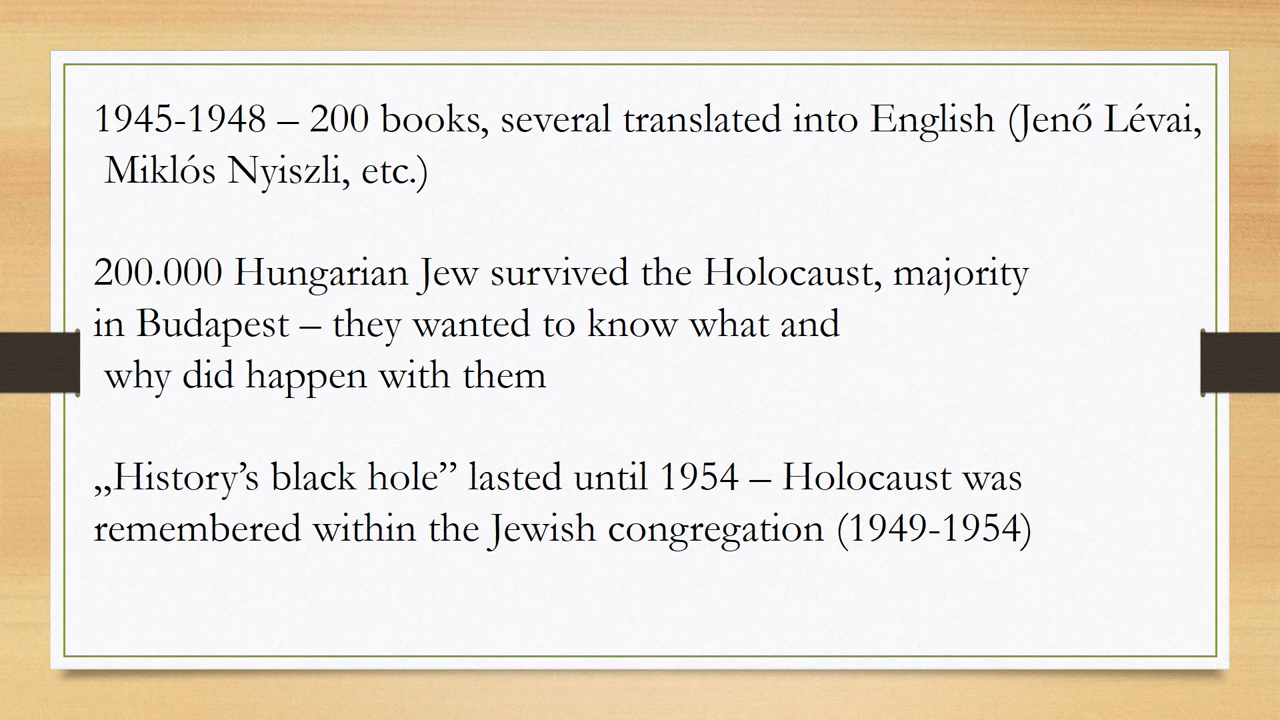 1945-1948 – 200 books, several translated into English (Jenő Lévai,
Miklós Nyiszli, etc.)
200.000 Hungarian Jew survived the Holocaust, majority
in Budapest – they wanted to know what and
why did happen with them
„History’s black hole” lasted until 1954 – Holocaust was
remembered within the Jewish congregation (1949-1954)